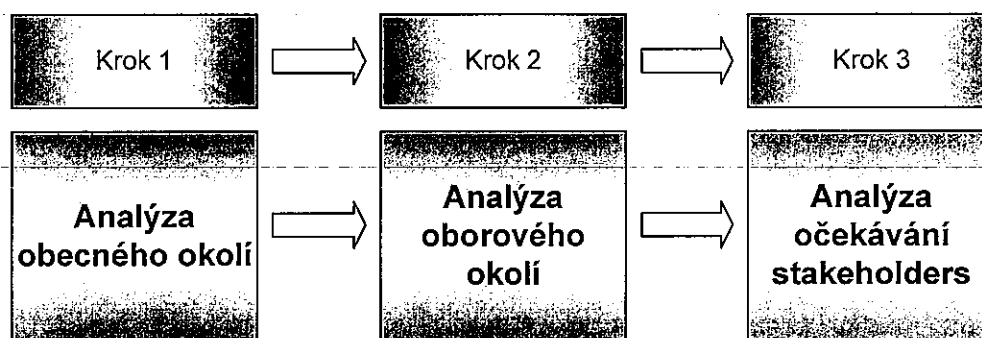 Krok 1
Krok 2
Krok 3
Analýza
obecného okolí
Analýza
oborového
okolí
Analýza
očekávání
stakeholders